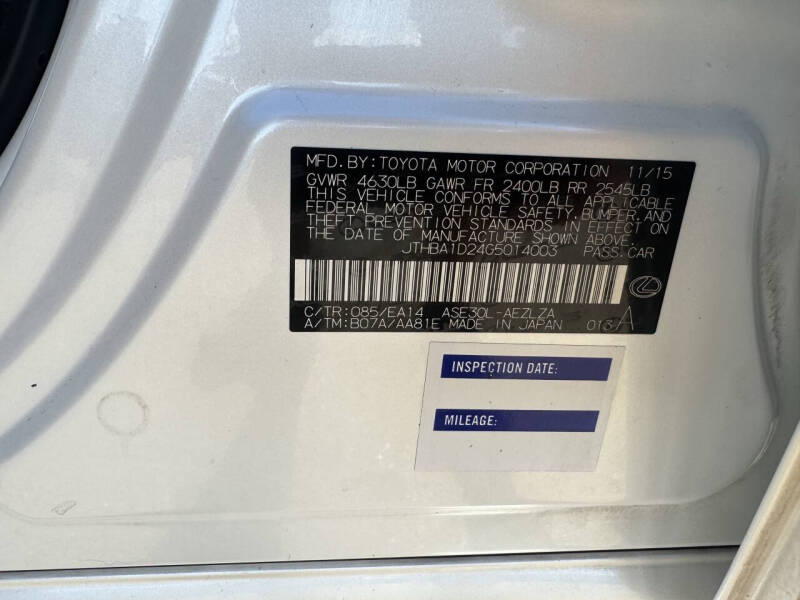 MFD. BY: TOYOTA MOTOR CORPORATION 11/15
GVWR 4630LB GAWR FR 2400LB RR 2545LB
THIS VEHICLE CONFORMS TO ALL APPLICABLE
FEDERAL MOTOR VEHICLE SAFETY, BUMPER, AND
THEFT PREVENTION STANDARDS IN EFFECT ON
THE DATE OF MANUFACTURE SHOWN ABOVE.
JTHBA1D24G5014003 PASS. CAR
C/TR: 085/EA14 ASE30L-AEZLZA
A/TM: B07A/AA81E MADE IN JAPAN 013 A
INSPECTION DATE:
MILEAGE: